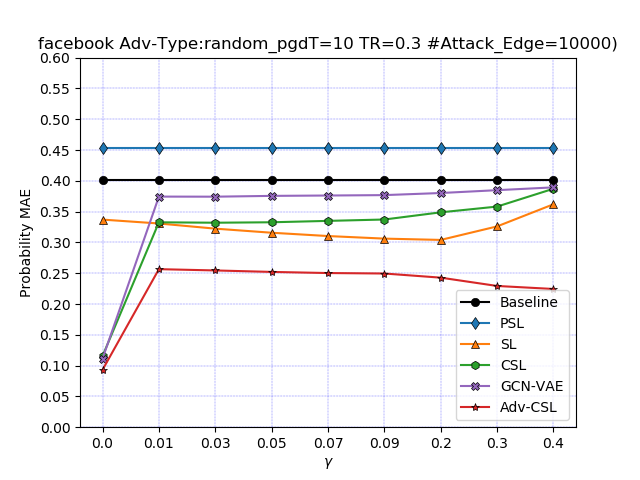 facebook Adv-Type:random_pgdT=10 TR=0.3 #Attack_Edge=10000)
0.60
0.55
0.50
0.45
0.40
0.35
0.30
0.25
0.20
0.15
0.10
0.05
0.00
Probability MAE
Baseline
PSL
SL
CSL
GCN-VAE
Adv-CSL
0.0 0.01 0.03 0.05 0.07 0.09 0.2 0.3 0.4
γ